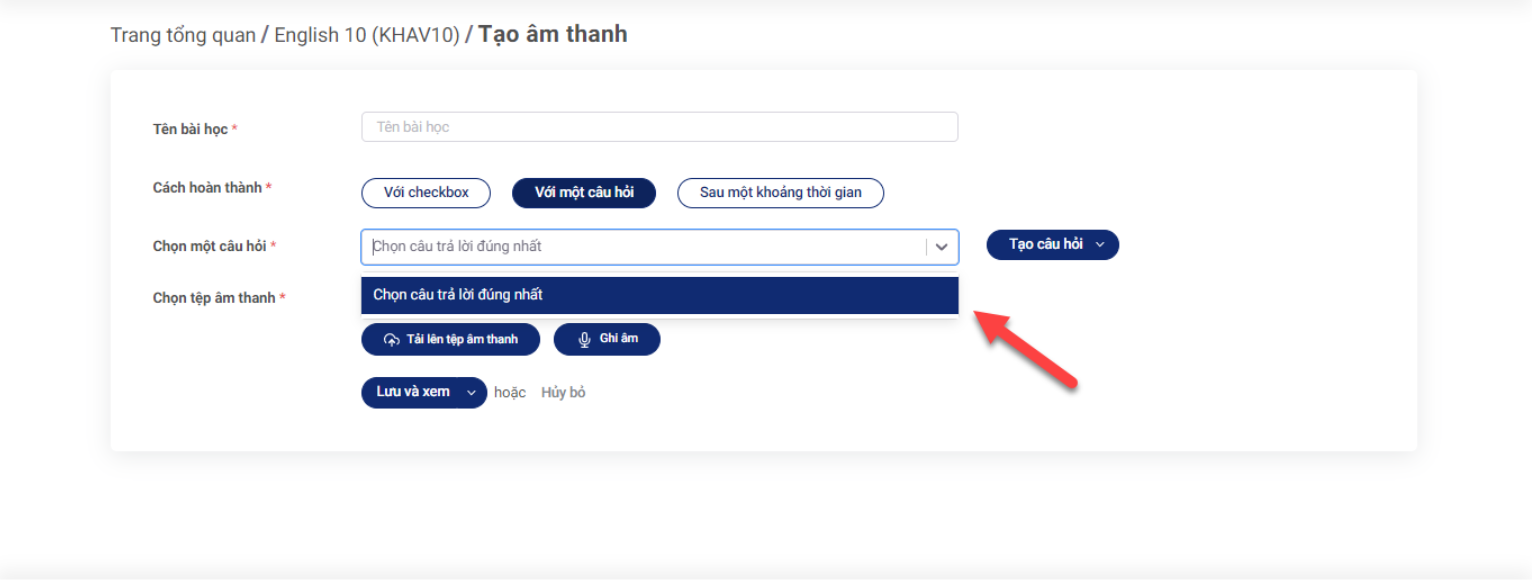 Trang tổng quan / English 10 (KHAV10) / Tạo âm thanh
Tên bài học *
Tên bài học
Cách hoàn thành *
Với checkbox
Với một câu hỏi
Sau một khoảng thời gian
Chọn một câu hỏi *
Chọn câu trả lời đúng nhất
Tạo câu hỏi
Chọn câu trả lời đúng nhất
Chọn tệp âm thanh *
Tải lên tệp âm thanh
Ghi âm
Lưu và xem
hoặc
Hủy bỏ